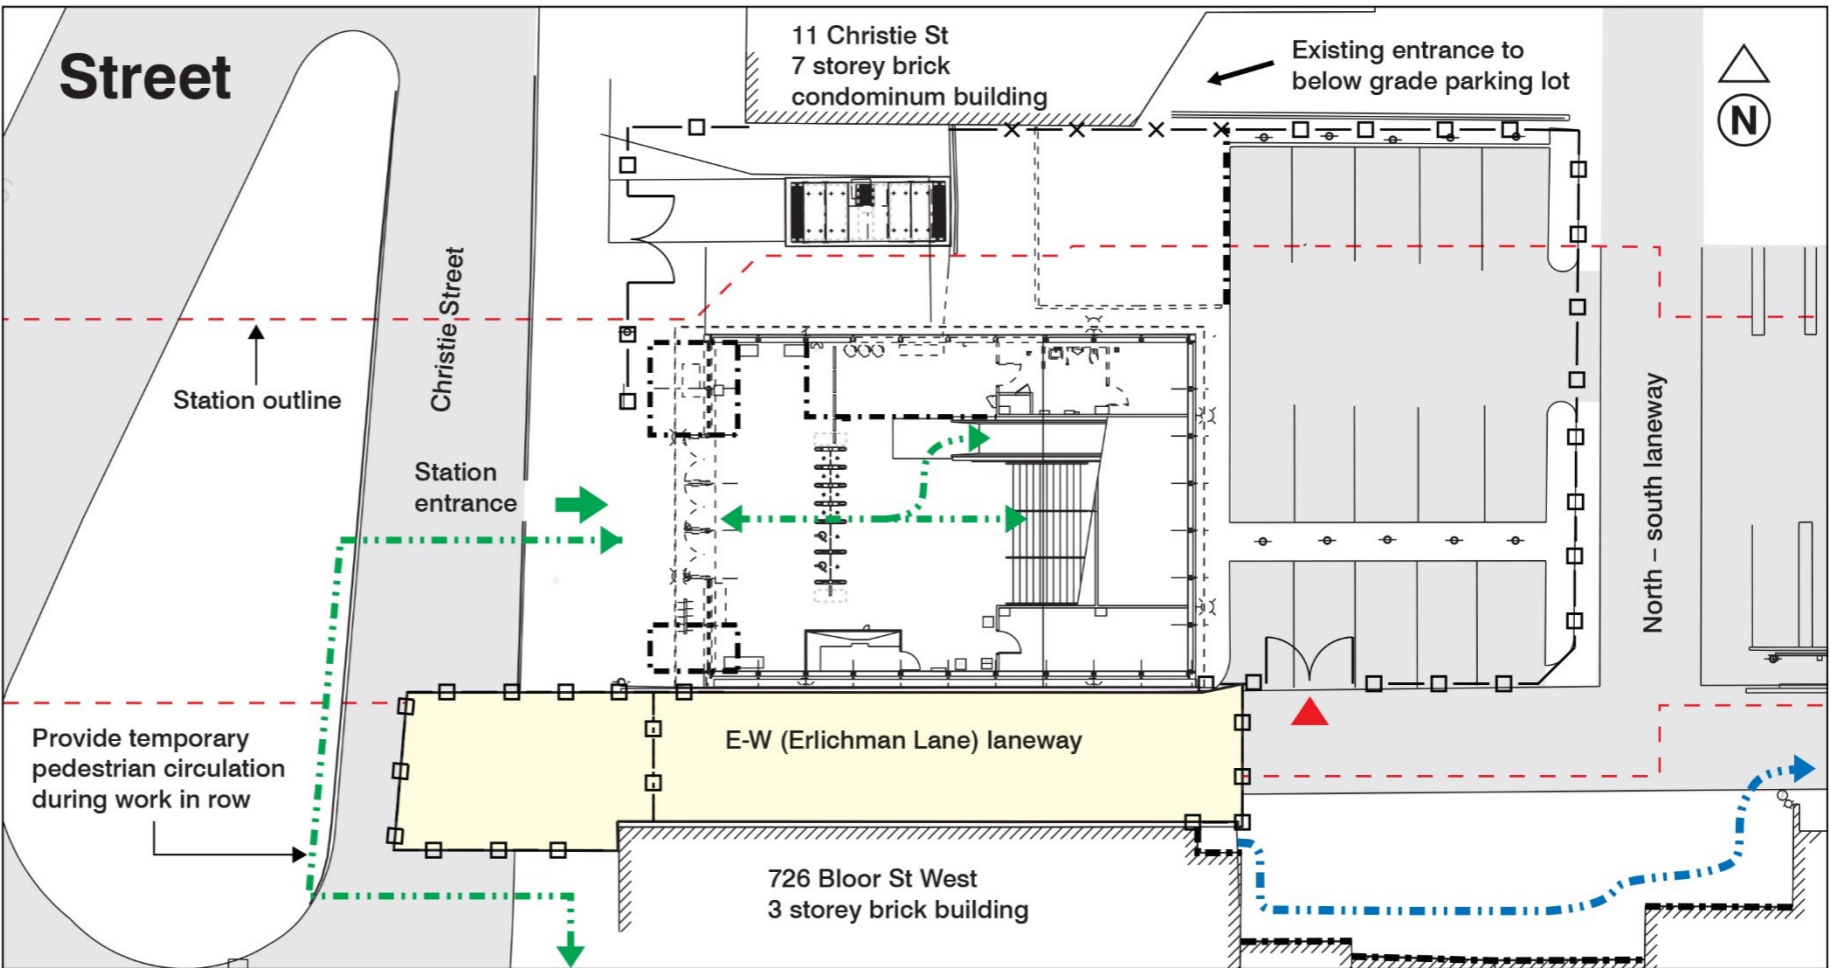 Street
11 Christie St
7 storey brick
condominum building
Existing entrance to
below grade parking lot
N
Christie Street
Station outline
Station
entrance
North – south laneway
Provide temporary
pedestrian circulation
during work in row
E-W (Erlichman Lane) laneway
726 Bloor St West
3 storey brick building